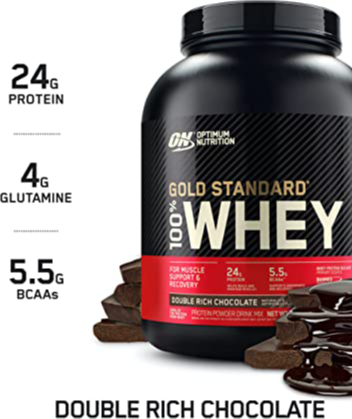 24G
PROTEIN
4G
GLUTAMINE
5.5G
BCAAs
ON OPTIMUM
NUTRITION
GOLD STANDARD
100% WHEY
FOR MUSCLE
SUPPORT &
RECOVERY
24G
PROTEIN
5.5G
BCAAs
DOUBLE RICH CHOCOLATE
PROTEIN POWDER DRINK MIX
DOUBLE RICH CHOCOLATE